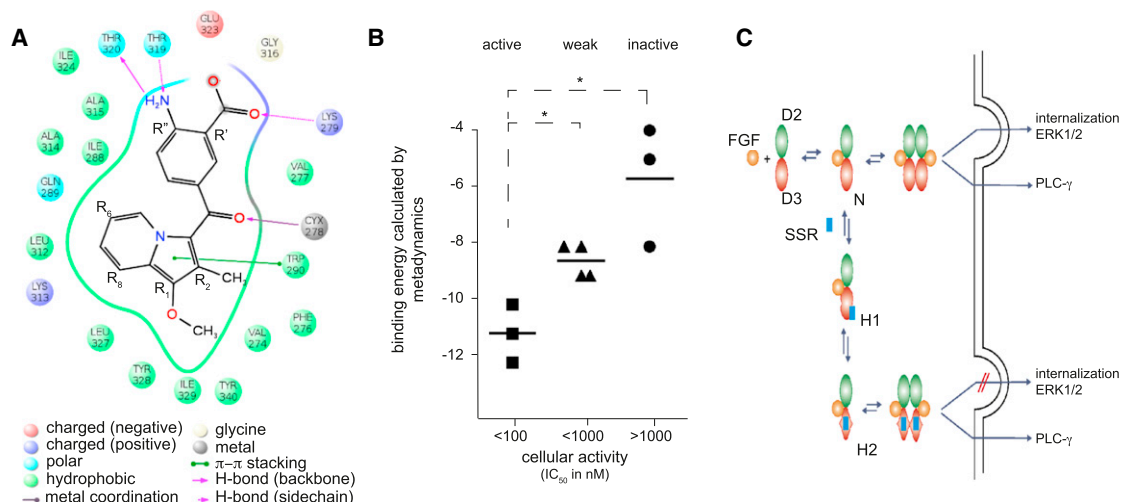 A
GLU
323
THR
320
THR
319
GLY
316
ILE
324
H₂N
O
O
LYS
279
ALA
315
R"
R'
ALA
314
ILE
288
VAL
277
GLN
289
R₆
O
CYX
278
N
LEU
312
TRP
290
R₈
R₁
R₂
CH₃
LYS
313
O
CH₃
PHE
276
LEU
327
VAL
274
TYR
328
ILE
329
TYR
340
charged (negative)
charged (positive)
polar
hydrophobic
metal coordination
glycine
metal
π−π stacking
H-bond (backbone)
H-bond (sidechain)
B
active
weak
inactive
*
*
binding energy calculated by
metadynamics
-4
-6
-8
-10
-12
<100
<1000
>1000
cellular activity
(IC₅₀ in nM)
C
D2
FGF
+
D3
N
internalization
ERK1/2
PLC-γ
SSR
H1
H2
internalization
ERK1/2
PLC-γ